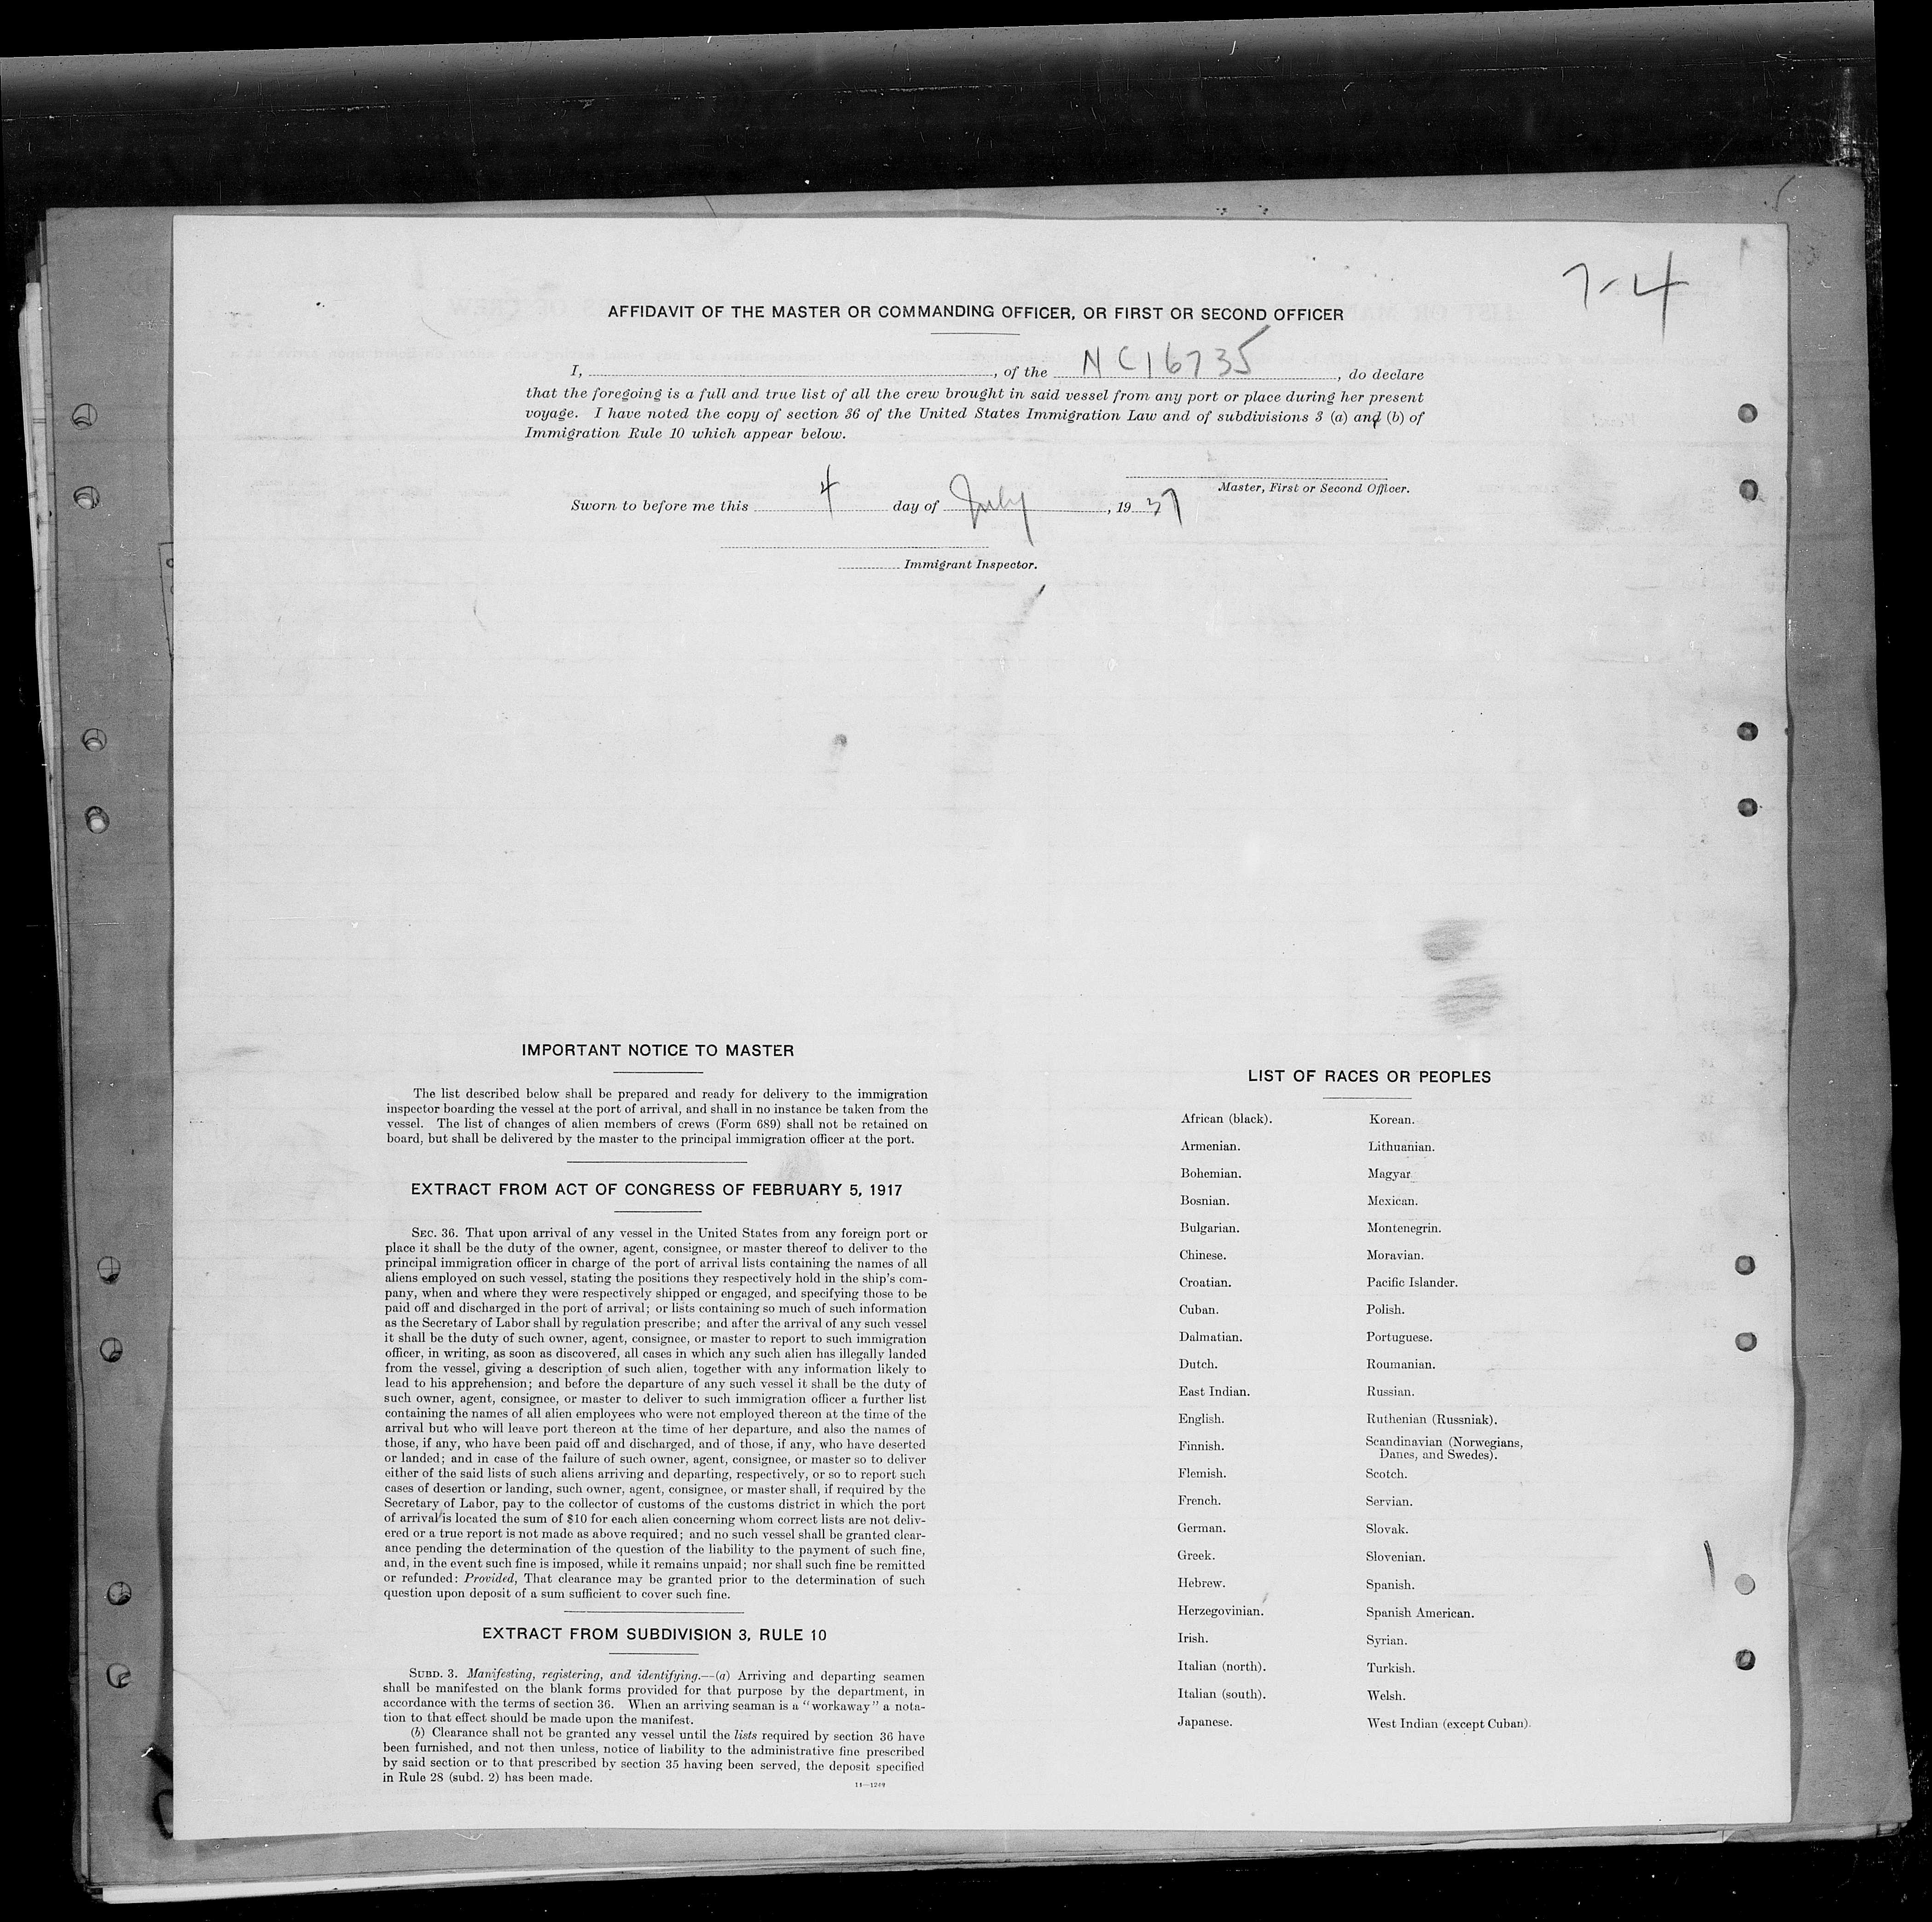 7-4
AFFIDAVIT OF THE MASTER OR COMMANDING OFFICER, OR FIRST OR SECOND OFFICER
I, , of the NC16735, do declare
that the foregoing is a full and true list of all the crew brought in said vessel from any port or place during her present
voyage. I have noted the copy of section 36 of the United States Immigration Law and of subdivisions 3 (a) and (b) of
Immigration Rule 10 which appear below.
Master, First or Second Officer.
Sworn to before me this 4 day of July, 1937
Immigrant Inspector.
IMPORTANT NOTICE TO MASTER
The list described below shall be prepared and ready for delivery to the immigration
inspector boarding the vessel at the port of arrival, and shall in no instance be taken from the
vessel. The list of changes of alien members of crews (Form 689) shall not be retained on
board, but shall be delivered by the master to the principal immigration officer at the port.
EXTRACT FROM ACT OF CONGRESS OF FEBRUARY 5, 1917
SEC. 36. That upon arrival of any vessel in the United States from any foreign port or
place it shall be the duty of the owner, agent, consignee, or master thereof to deliver to the
principal immigration officer in charge of the port of arrival lists containing the names of all
aliens employed on such vessel, stating the positions they respectively hold in the ship's com-
pany, when and where they were respectively shipped or engaged, and specifying those to be
paid off and discharged in the port of arrival; or lists containing so much of such information
as the Secretary of Labor shall by regulation prescribe; and after the arrival of any such vessel
it shall be the duty of such owner, agent, consignee, or master to report to such immigration
officer, in writing, as soon as discovered, all cases in which any such alien has illegally landed
from the vessel, giving a description of such alien, together with any information likely to
lead to his apprehension; and before the departure of any such vessel it shall be the duty of
such owner, agent, consignee, or master to deliver to such immigration officer a further list
containing the names of all alien employees who were not employed thereon at the time of the
arrival but who will leave port thereon at the time of her departure, and also the names of
those, if any, who have been paid off and discharged, and of those, if any, who have deserted
or landed; and in case of the failure of such owner, agent, consignee, or master so to deliver
either of the said lists of such aliens arriving and departing, respectively, or so to report such
cases of desertion or landing, such owner, agent, consignee, or master shall, if required by the
Secretary of Labor, pay to the collector of customs of the customs district in which the port
of arrival is located the sum of $10 for each alien concerning whom correct lists are not deliv-
ered or a true report is not made as above required; and no such vessel shall be granted clear-
ance pending the determination of the question of the liability to the payment of such fine,
and, in the event such fine is imposed, while it remains unpaid; nor shall such fine be remitted
or refunded: Provided, That clearance may be granted prior to the determination of such
question upon deposit of a sum sufficient to cover such fine.
EXTRACT FROM SUBDIVISION 3, RULE 10
SUBD. 3. Manifesting, registering, and identifying.—(a) Arriving and departing seamen
shall be manifested on the blank forms provided for that purpose by the department, in
accordance with the terms of section 36. When an arriving seaman is a "workaway" a nota-
tion to that effect should be made upon the manifest.
(b) Clearance shall not be granted any vessel until the lists required by section 36 have
been furnished, and not then unless, notice of liability to the administrative fine prescribed
by said section or to that prescribed by section 35 having been served, the deposit specified
in Rule 28 (subd. 2) has been made.
14—1249
LIST OF RACES OR PEOPLES
African (black).
Armenian.
Bohemian.
Bosnian.
Bulgarian.
Chinese.
Croatian.
Cuban.
Dalmatian.
Dutch.
East Indian.
English.
Finnish.
Flemish.
French.
German.
Greek.
Hebrew.
Herzegovinian.
Irish.
Italian (north).
Italian (south).
Japanese.
Korean.
Lithuanian.
Magyar.
Mexican.
Montenegrin.
Moravian.
Pacific Islander.
Polish.
Portuguese.
Roumanian.
Russian.
Ruthenian (Russniak).
Scandinavian (Norwegians,
Danes, and Swedes).
Scotch.
Servian.
Slovak.
Slovenian.
Spanish.
Spanish American.
Syrian.
Turkish.
Welsh.
West Indian (except Cuban).